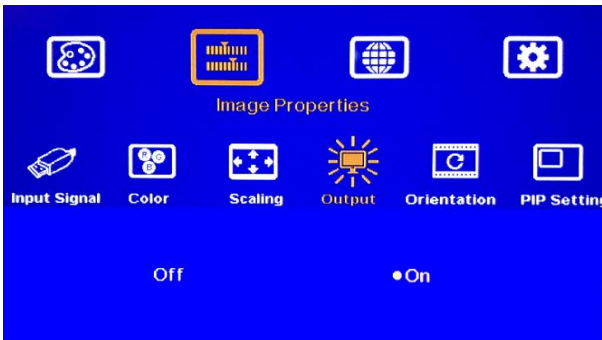 Image Properties
Input Signal Color Scaling Output Orientation PIP Setting
Off On